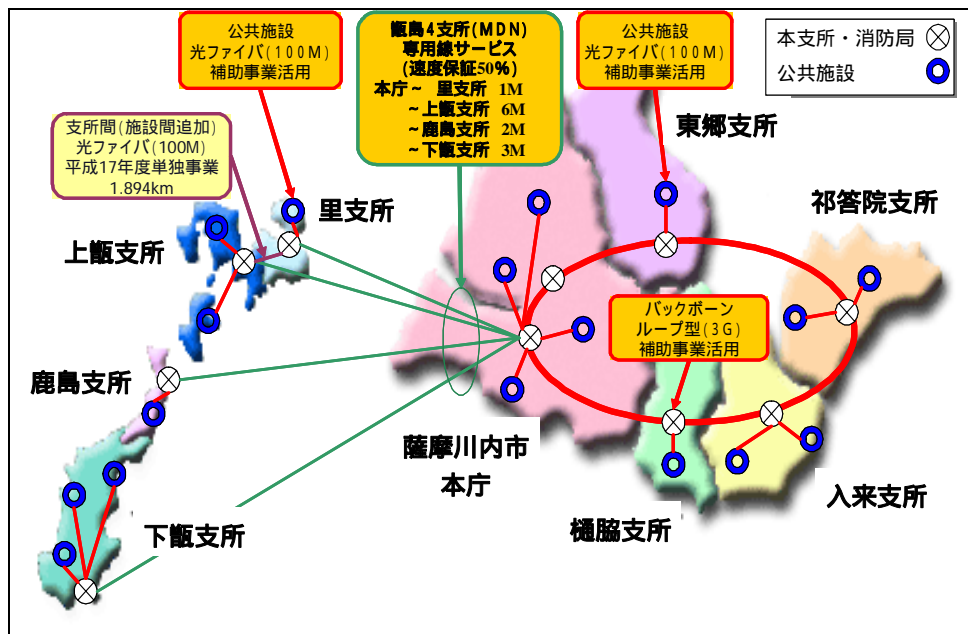 公共施設
光ファイバ(100M)
補助事業活用
甑島4支所(MDN)
専用線サービス
(速度保証50%)
本庁~ 里支所 1M
~上甑支所 6M
~鹿島支所 2M
~下甑支所 3M
公共施設
光ファイバ(100M)
補助事業活用
本支所・消防局
公共施設
支所間(施設間追加)
光ファイバ(100M)
平成17年度単独事業
1.894km
東郷支所
里支所
祁答院支所
上甑支所
バックボーン
ループ型(3G)
補助事業活用
鹿島支所
薩摩川内市
本庁
入来支所
樋脇支所
下甑支所